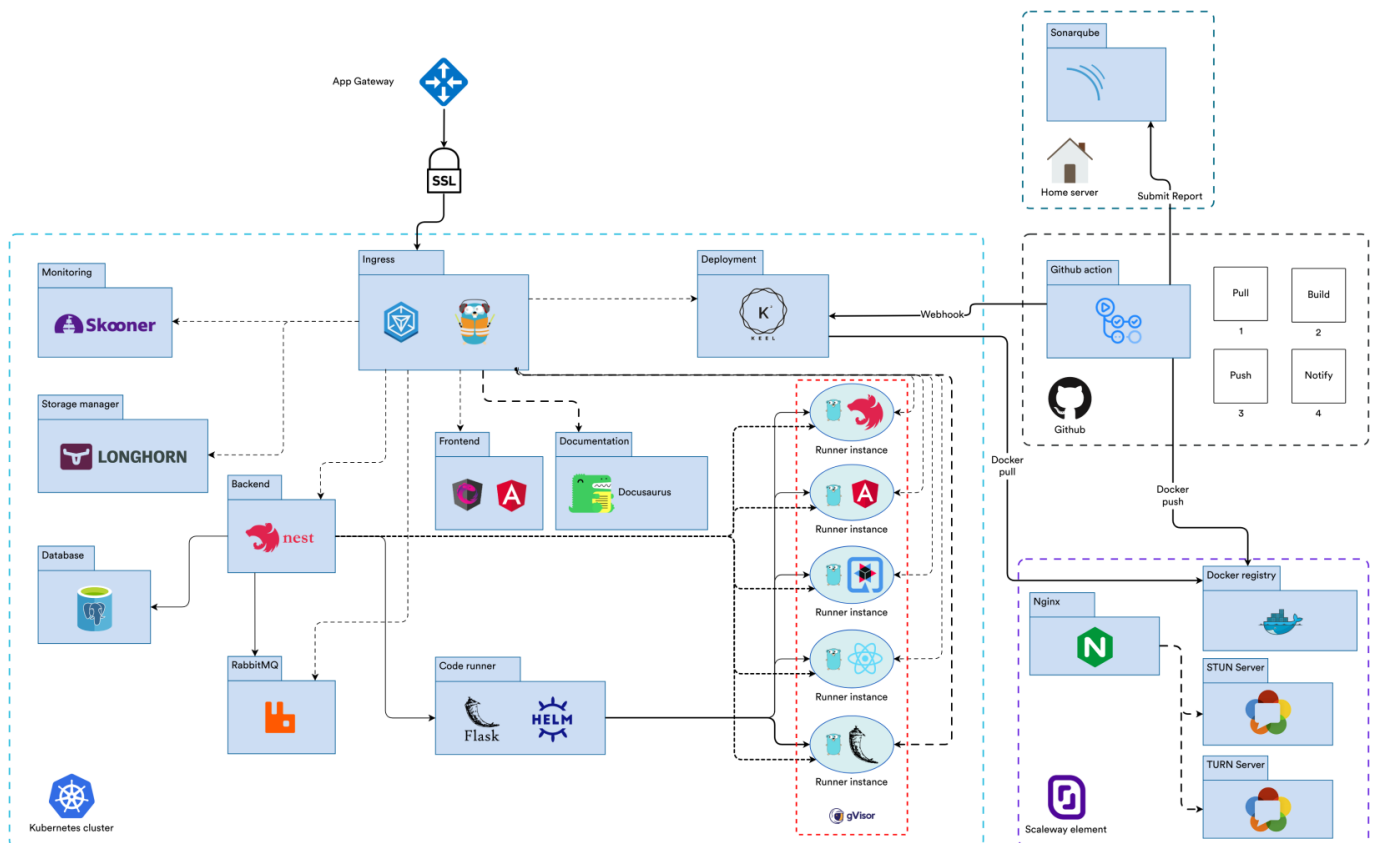 Sonarqube
App Gateway
SSL
Home server
Submit Report
Ingress
Deployment
Monitoring
Github action
Skooner
K
KEEL
Webhook
Pull
Build
1
2
Push
Notify
3
4
Github
Storage manager
LONGHORN
Frontend
Documentation
Docusaurus
Runner instance
Docker
pull
Backend
nest
Docker
push
Runner instance
Database
Docker registry
Nginx
Runner instance
RabbitMQ
Code runner
Flask
HELM
STUN Server
Runner instance
TURN Server
Runner instance
gVisor
Kubernetes cluster
Scaleway element